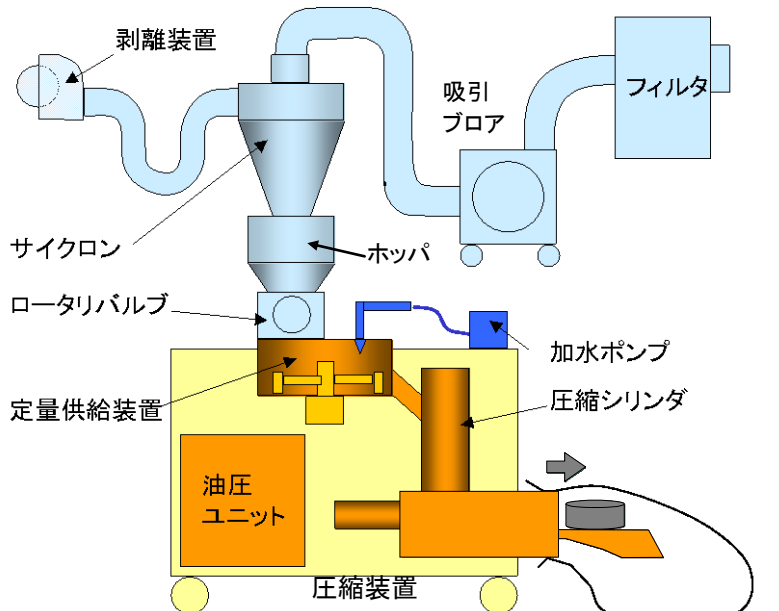 剥離装置
吸引
ブロア
フィルタ
サイクロン
ホッパ
ロータリバルブ
加水ポンプ
定量供給装置
圧縮シリンダ
油圧
ユニット
圧縮装置